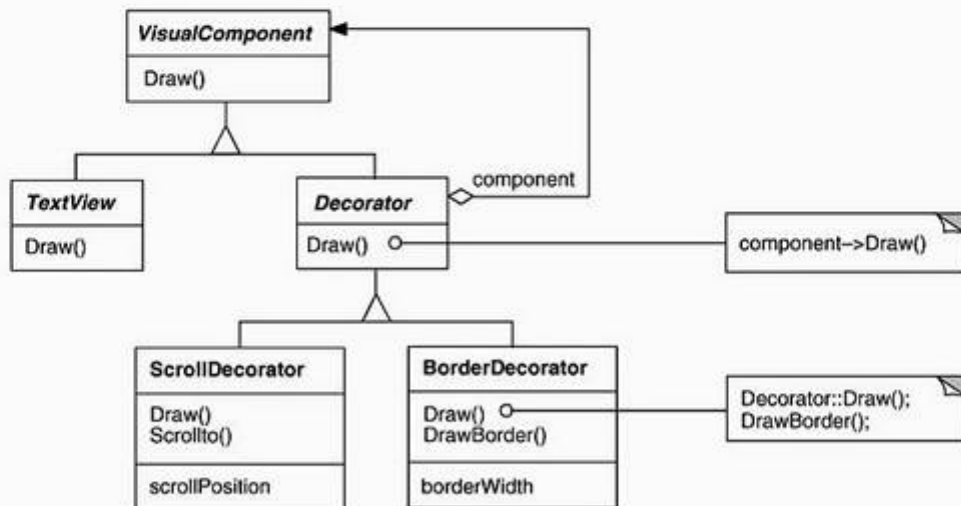 VisualComponent
Draw()
TextView
Draw()
Decorator
Draw()
component
component–>Draw()
ScrollDecorator
Draw()
Scrollto()
scrollPosition
BorderDecorator
Draw()
DrawBorder()
borderWidth
Decorator::Draw();
DrawBorder();